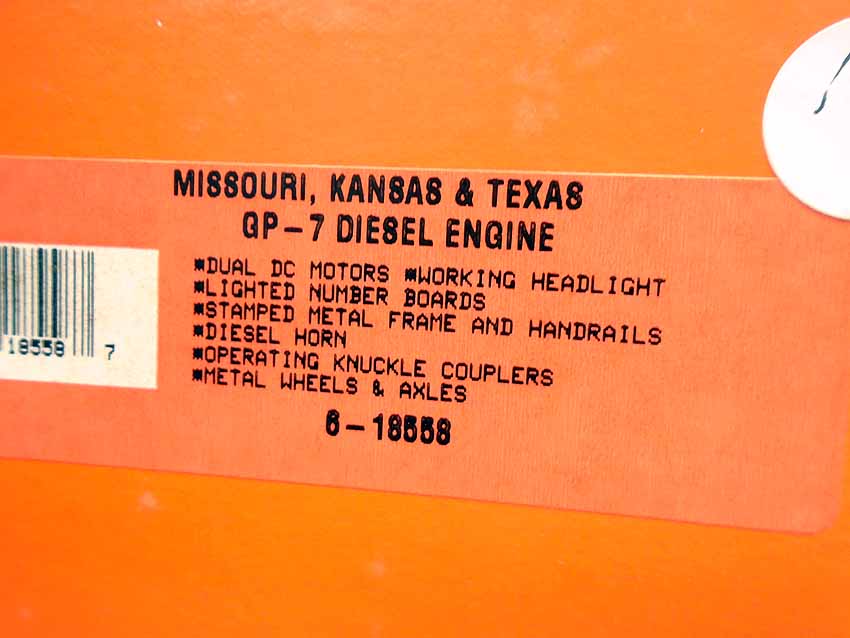 MISSOURI, KANSAS & TEXAS
GP-7 DIESEL ENGINE
*DUAL DC MOTORS *WORKING HEADLIGHT
*LIGHTED NUMBER BOARDS
*STAMPED METAL FRAME AND HANDRAILS
*DIESEL HORN
*OPERATING KNUCKLE COUPLERS
*METAL WHEELS & AXLES
6-18558
18558 7